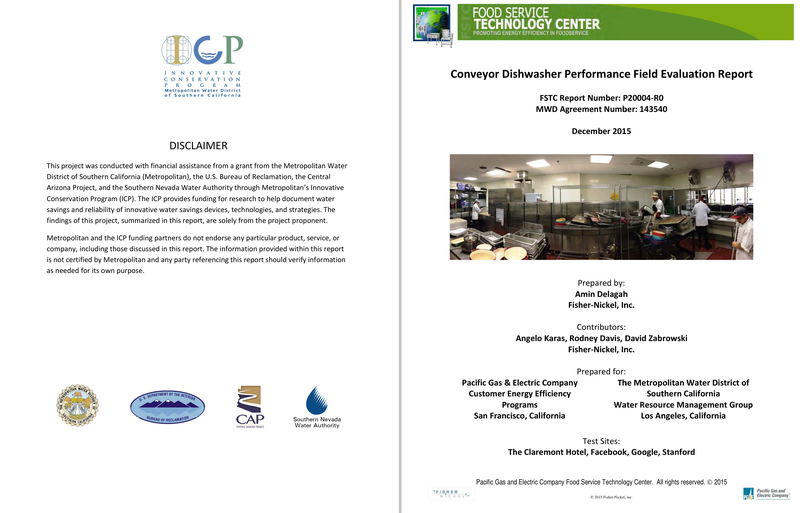 ICP
INNOVATIVE
CONSERVATION
PROGRAM
Metropolitan Water District
of Southern California
DISCLAIMER
This project was conducted with financial assistance from a grant from the Metropolitan Water
District of Southern California (Metropolitan), the U.S. Bureau of Reclamation, the Central
Arizona Project, and the Southern Nevada Water Authority through Metropolitan's Innovative
Conservation Program (ICP). The ICP provides funding for research to help document water
savings and reliability of innovative water savings devices, technologies, and strategies. The
findings of this project, summarized in this report, are solely from the project proponent.
Metropolitan and the ICP funding partners do not endorse any particular product, service, or
company, including those discussed in this report. The information provided within this report
is not certified by Metropolitan and any party referencing this report should verify information
as needed for its own purpose.
U.S. DEPARTMENT OF THE INTERIOR
BUREAU OF RECLAMATION
CAP
CENTRAL ARIZONA PROJECT
Southern Nevada
Water Authority
FSTC
FOOD SERVICE
TECHNOLOGY CENTER
PROMOTING ENERGY EFFICIENCY IN FOODSERVICE
Conveyor Dishwasher Performance Field Evaluation Report
FSTC Report Number: P20004-R0
MWD Agreement Number: 143540
December 2015
Prepared by:
Amin Delagah
Fisher-Nickel, Inc.
Contributors:
Angelo Karas, Rodney Davis, David Zabrowski
Fisher-Nickel, Inc.
Prepared for:
Pacific Gas & Electric Company
Customer Energy Efficiency
Programs
San Francisco, California
The Metropolitan Water District of
Southern California
Water Resource Management Group
Los Angeles, California
Test Sites:
The Claremont Hotel, Facebook, Google, Stanford
Pacific Gas and Electric Company Food Service Technology Center. All rights reserved. © 2015
FISHER
NICKEL
© 2015 Fisher-Nickel, inc.
Pacific Gas and
Electric Company